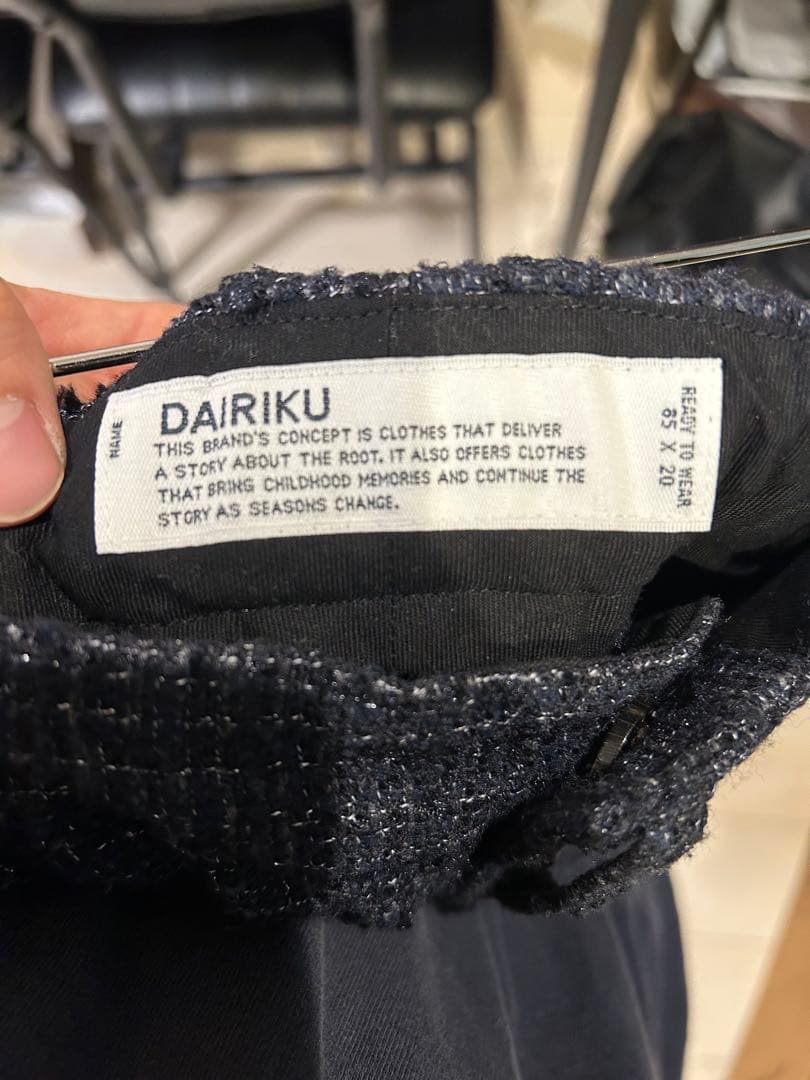 NAME
DAIRIKU
THIS BRAND'S CONCEPT IS CLOTHES THAT DELIVER
A STORY ABOUT THE ROOT. IT ALSO OFFERS CLOTHES
THAT BRING CHILDHOOD MEMORIES AND CONTINUE THE
STORY AS SEASONS CHANGE.
READY TO WEAR
85 X 20